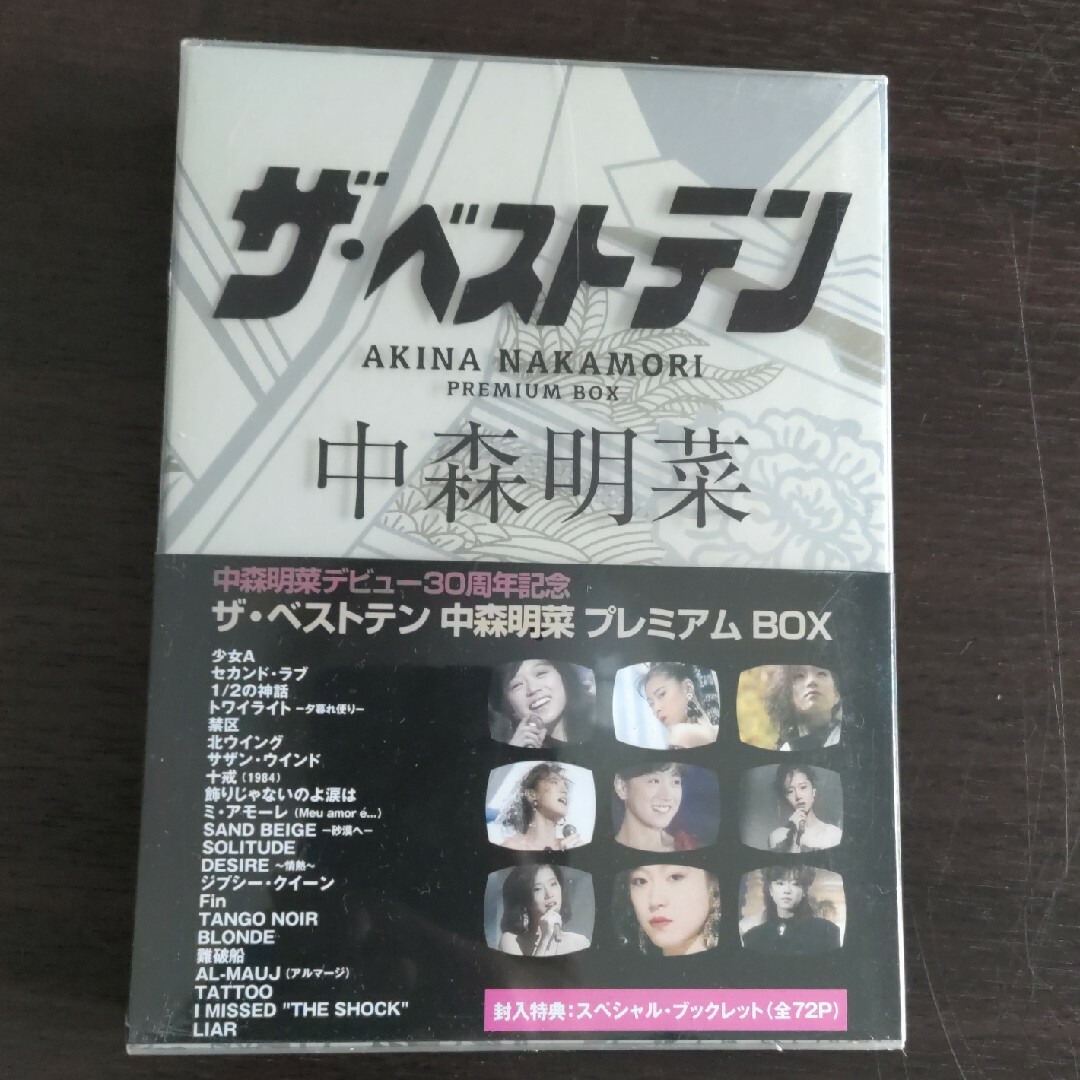 ザ・ベストテン
AKINA NAKAMORI
PREMIUM BOX
中森明菜
中森明菜デビュー30周年記念
ザ・ベストテン 中森明菜 プレミアム BOX
少女A
セカンド・ラブ
1/2の神話
トワイライト −夕暮れ便り−
禁区
北ウイング
サザン・ウインド
十戒 (1984)
飾りじゃないのよ涙は
ミ・アモーレ (Meu amor é...)
SAND BEIGE −砂漠へ−
SOLITUDE
DESIRE 〜情熱〜
ジプシー・クイーン
Fin
TANGO NOIR
BLONDE
難破船
AL-MAUJ (アルマージ)
TATTOO
I MISSED "THE SHOCK"
LIAR
封入特典：スペシャル・ブックレット（全72P）